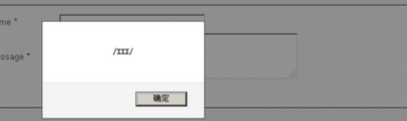 me *
/XXX/
ssage *
确定